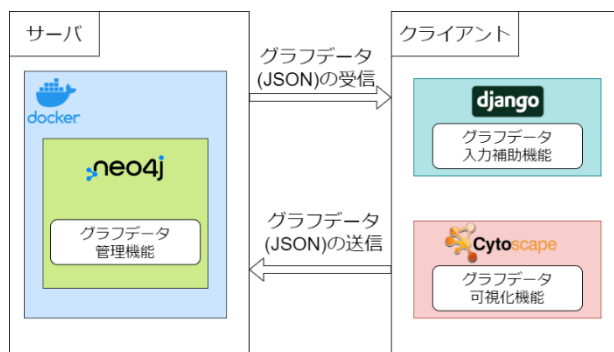 サーバ
docker
neo4j
グラフデータ
管理機能
グラフデータ
(JSON)の受信
グラフデータ
(JSON)の送信
クライアント
django
グラフデータ
入力補助機能
Cytoscape
グラフデータ
可視化機能